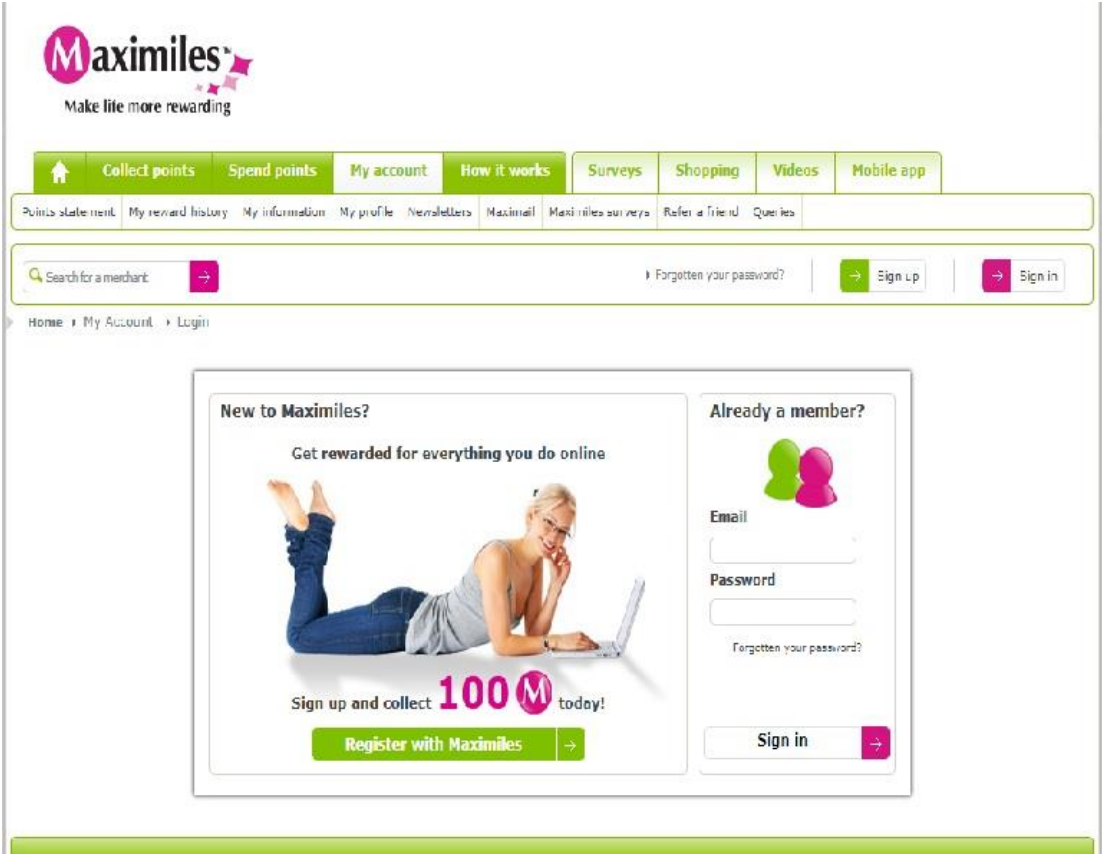 Maximiles
Make life more rewarding
Collect points Spend points My account How it works Surveys Shopping Videos Mobile app
Points statement My reward history My information My profile Newsletters Maximail Maximiles surveys Refer a friend Queries
Search for a merchant Forgotten your password? Sign up Sign in
Home My Account Login
New to Maximiles?
Get rewarded for everything you do online
Sign up and collect 100 M today!
Register with Maximiles
Already a member?
Email
Password
Forgotten your password?
Sign in